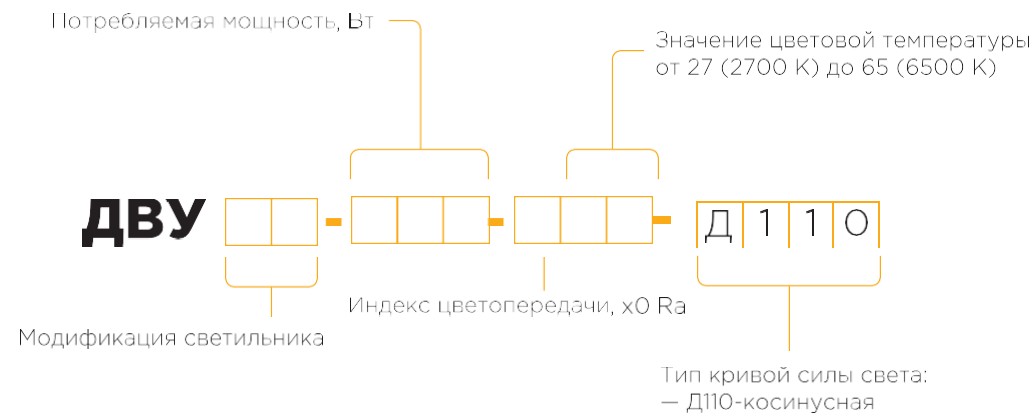 Потребляемая мощность, Вт
Значение цветовой температуры
от 27 (2700 К) до 65 (6500 К)
ДВУ - - - Д110
Индекс цветопередачи, х0 Ra
Модификация светильника
Тип кривой силы света:
— Д110-косинусная